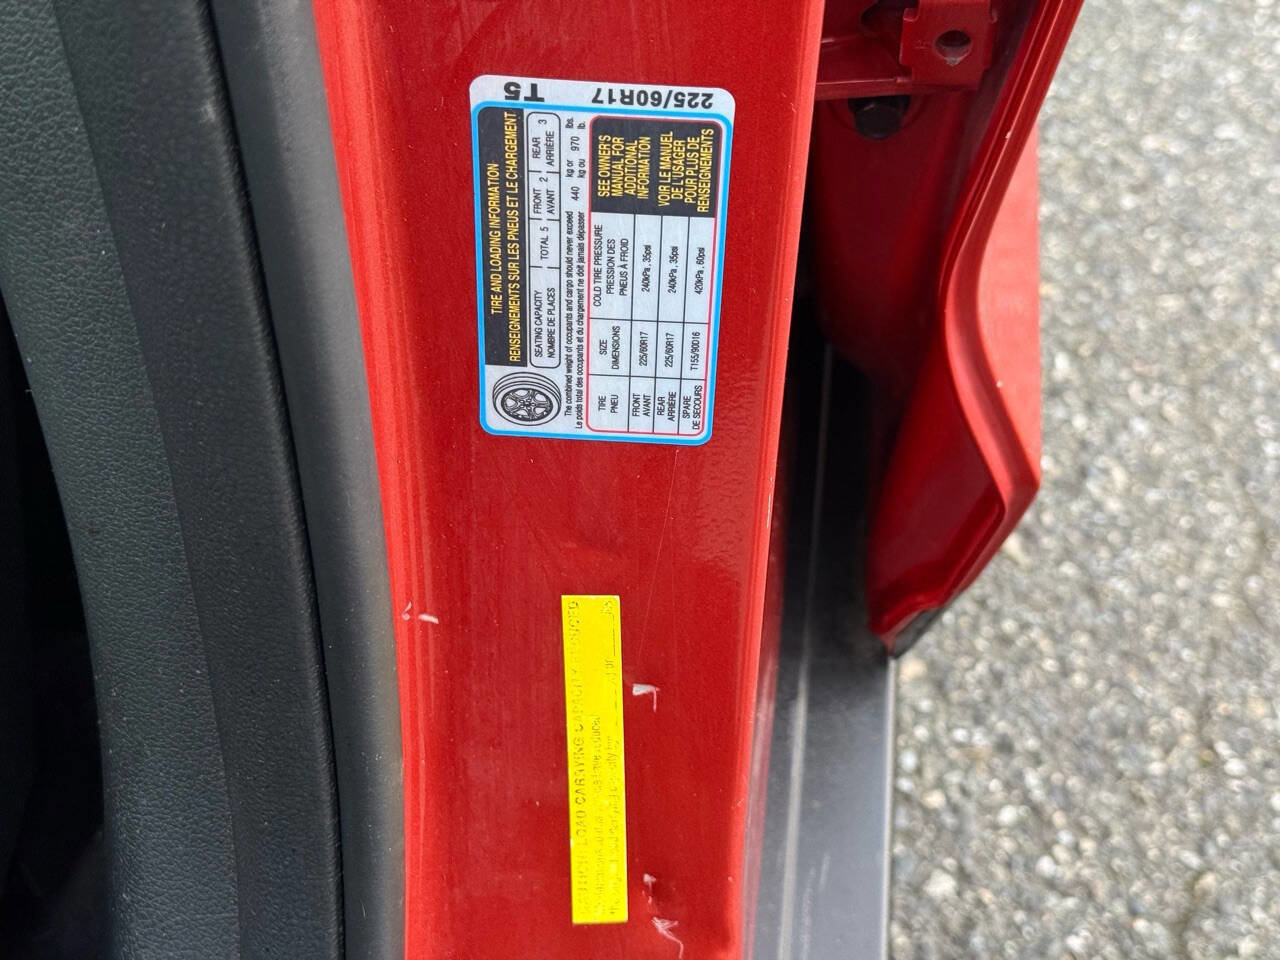 225/60R17
T5
TIRE AND LOADING INFORMATION
RENSEIGNEMENTS SUR LES PNEUS ET LE CHARGEMENT
SEATING CAPACITY TOTAL 5 FRONT 2 REAR 3
NOMBRE DE PLACES AVANT ARRIÈRE
The combined weight of occupants and cargo should never exceed 440 kg or 970 lbs.
Le poids total des occupants et du chargement ne doit jamais dépasser kg ou lb.
TIRE SIZE COLD TIRE PRESSURE
PNEU DIMENSIONS PRESSION DES
PNEUS À FROID
FRONT
AVANT 225/60R17 240kPa, 35psi
REAR
ARRIÈRE 225/60R17 240kPa, 35psi
SPARE
DE SECOURS T155/90D16 420kPa, 60psi
SEE OWNER'S
MANUAL FOR
ADDITIONAL
INFORMATION
VOIR LE MANUEL
DE L'USAGER
POUR PLUS DE
RENSEIGNEMENTS
LOAD CARRYING CAPACITY REDUCED
reduced
by or